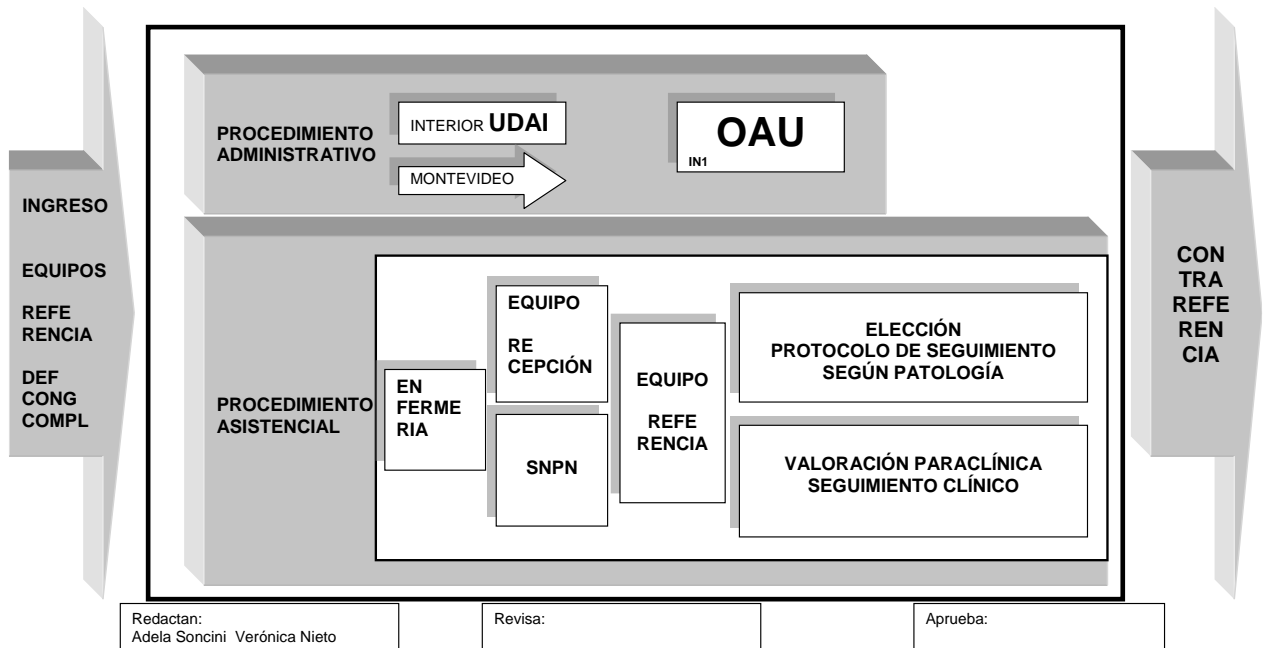 INGRESO
EQUIPOS
REFE
RENCIA
DEF
CONG
COMPL
PROCEDIMIENTO
ADMINISTRATIVO
INTERIOR UDAI
MONTEVIDEO
OAU
IN1
PROCEDIMIENTO
ASISTENCIAL
EN
FERME
RIA
EQUIPO
RE
CEPCIÓN
SNPN
EQUIPO
REFE
RENCIA
ELECCIÓN
PROTOCOLO DE SEGUIMIENTO
SEGÚN PATOLOGÍA
VALORACIÓN PARACLÍNICA
SEGUIMIENTO CLÍNICO
CON
TRA
REFE
REN
CIA
Redactan:
Adela Soncini Verónica Nieto
Revisa:
Aprueba: